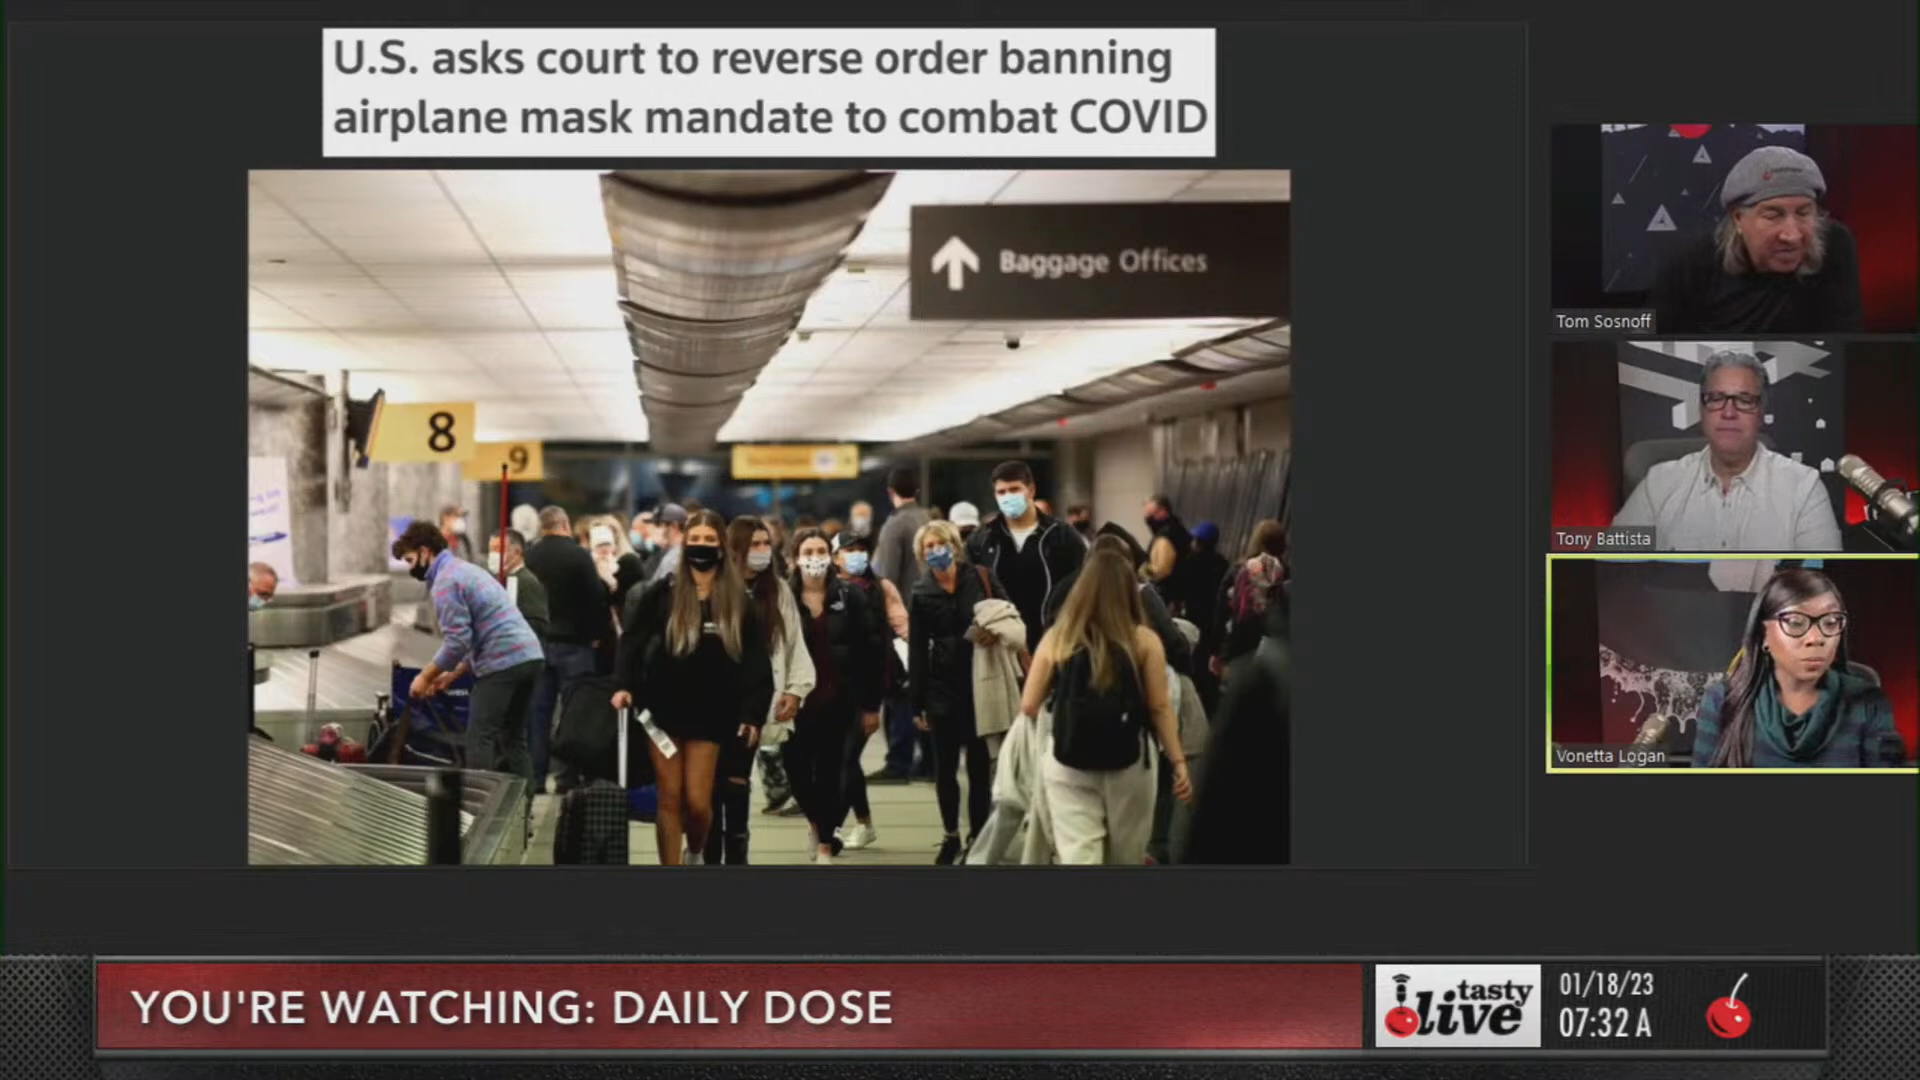 U.S. asks court to reverse order banning
airplane mask mandate to combat COVID
Baggage Offices
8
9
Tom Sosnoff
Tony Battista
Vonetta Logan
YOU'RE WATCHING: DAILY DOSE
tasty
live
01/18/23
07:32 A